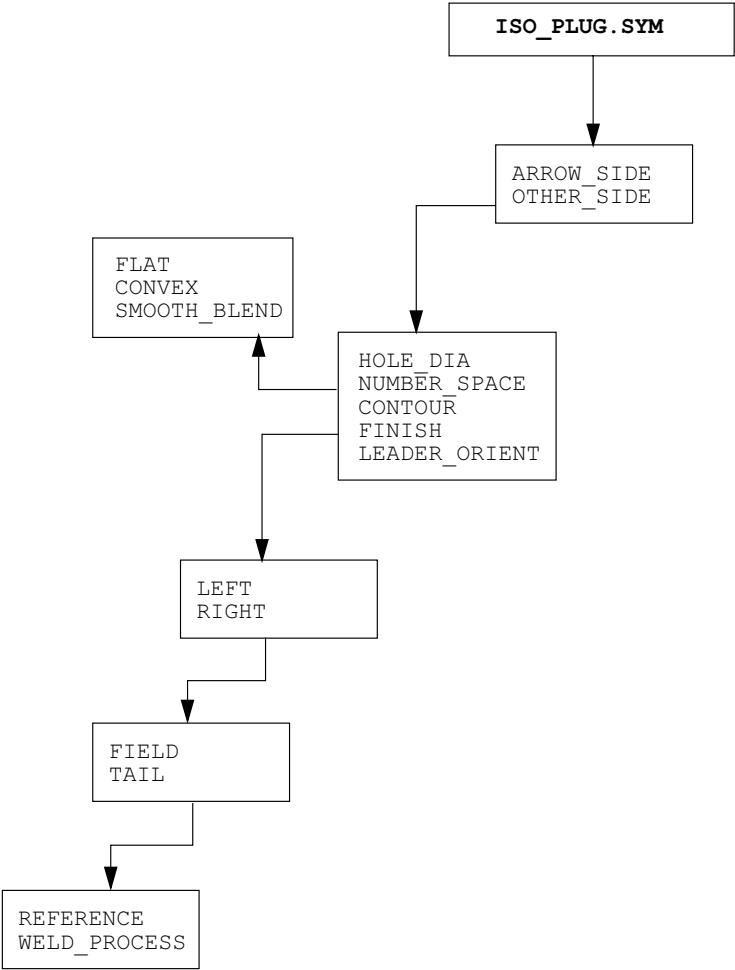 ISO_PLUG.SYM
ARROW_SIDE
OTHER_SIDE
FLAT
CONVEX
SMOOTH_BLEND
HOLE_DIA
NUMBER_SPACE
CONTOUR
FINISH
LEADER_ORIENT
LEFT
RIGHT
FIELD
TAIL
REFERENCE
WELD_PROCESS